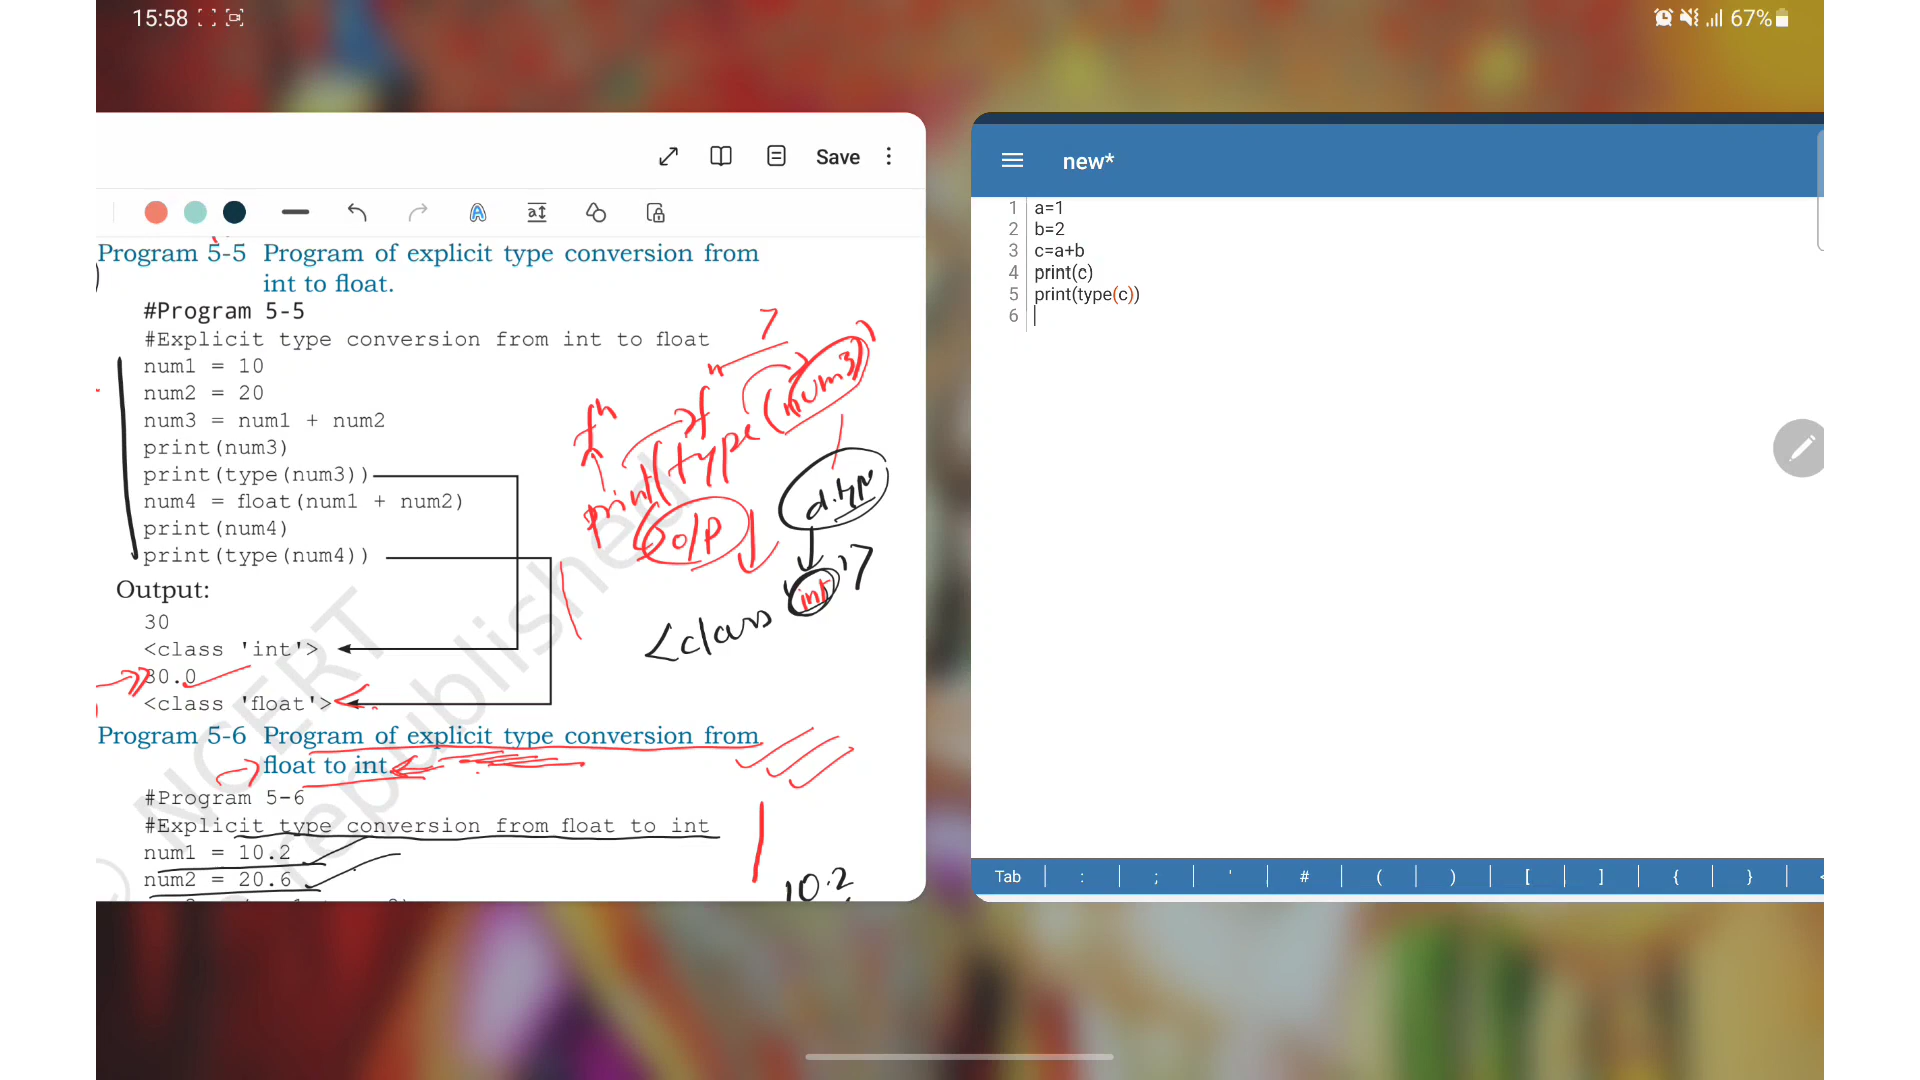 15:58
67%
Save
Program 5-5 Program of explicit type conversion from
int to float.
#Program 5-5
#Explicit type conversion from int to float
num1 = 10
num2 = 20
num3 = num1 + num2
print(num3)
print(type(num3))
num4 = float(num1 + num2)
print(num4)
print(type(num4))
Output:
30
<class 'int'>
30.0
<class 'float'>
Program 5-6 Program of explicit type conversion from
float to int
#Program 5-6
#Explicit type conversion from float to int
num1 = 10.2
num2 = 20.6
print(type(num3))
o/p
<class 'int'>
10.2
NCERT
republished
new*
1 a=1
2 b=2
3 c=a+b
4 print(c)
5 print(type(c))
6
Tab : ; ' # ( ) [ ] { } <